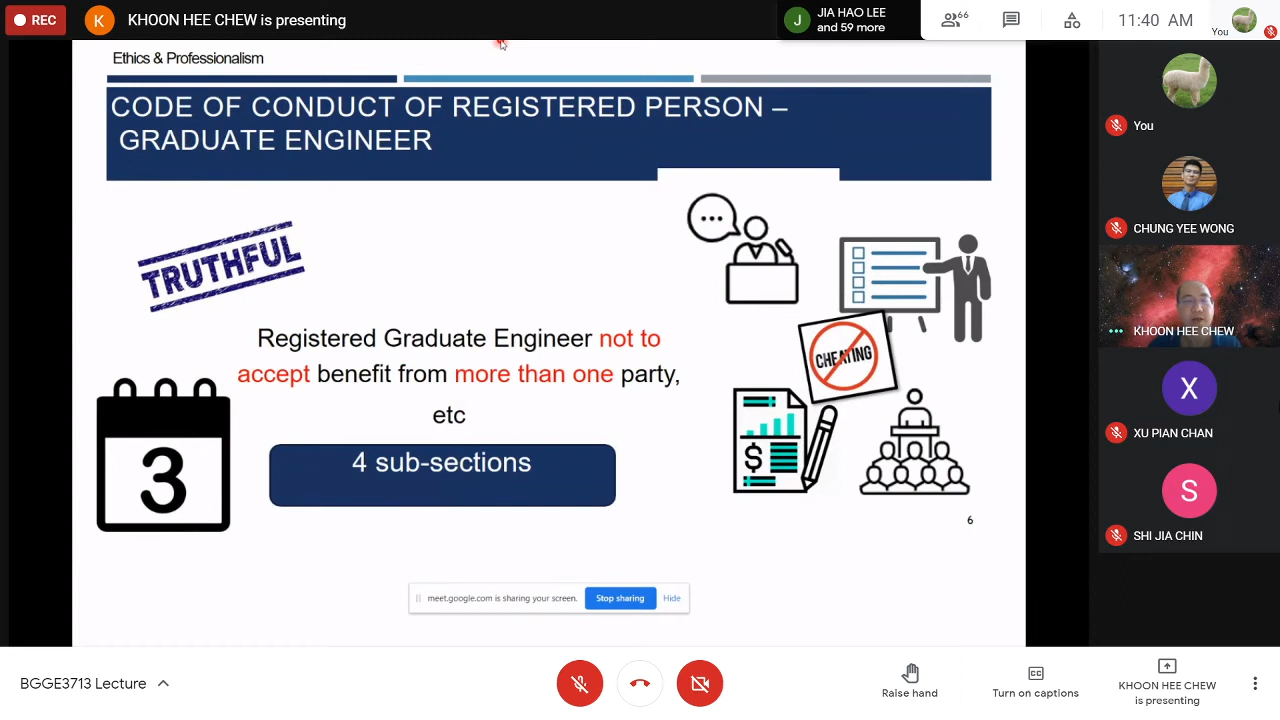 REC
K
KHOON HEE CHEW is presenting
J
JIA HAO LEE
and 59 more
66
11:40 AM
You
Ethics & Professionalism
CODE OF CONDUCT OF REGISTERED PERSON –
GRADUATE ENGINEER
TRUTHFUL
Registered Graduate Engineer not to
accept benefit from more than one party,
etc
4 sub-sections
3
CHEATING
$
6
meet.google.com is sharing your screen.
Stop sharing
Hide
You
CHUNG YEE WONG
KHOON HEE CHEW
X
XU PIAN CHAN
S
SHI JIA CHIN
BGGE3713 Lecture
Raise hand
CC
Turn on captions
KHOON HEE CHEW
is presenting